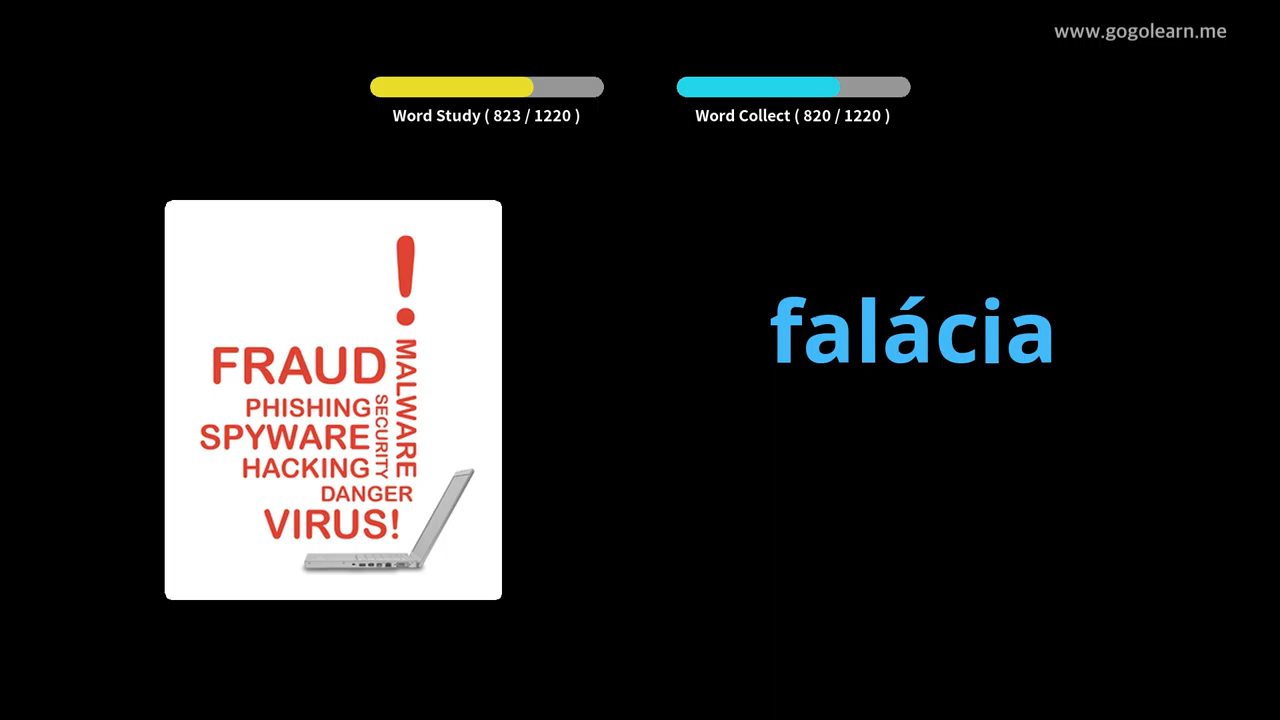 www.gogolearn.me
Word Study ( 823 / 1220 )
Word Collect ( 820 / 1220 )
!
FRAUD
MALWARE
PHISHING
SECURITY
SPYWARE
HACKING
DANGER
VIRUS!
falácia